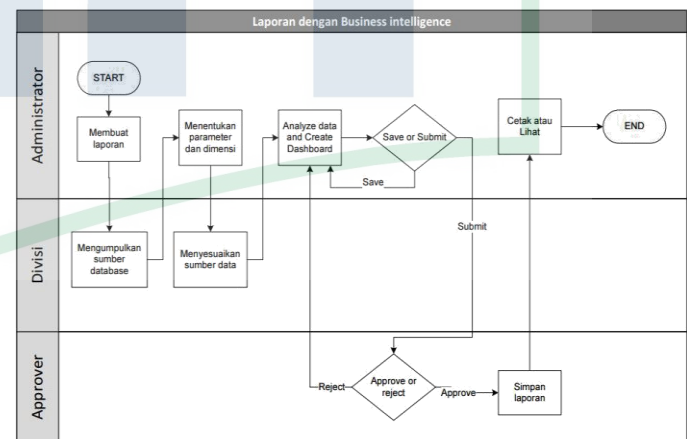 Laporan dengan Business intelligence
Administrator
START
Membuat
laporan
Menentukan
parameter
dan dimensi
Analyze data
and Create
Dashboard
Save or Submit
Save
Cetak atau
Lihat
END
Divisi
Mengumpulkan
sumber
database
Menyesuaikan
sumber data
Submit
Approver
Reject
Approve or
reject
Approve
Simpan
laporan